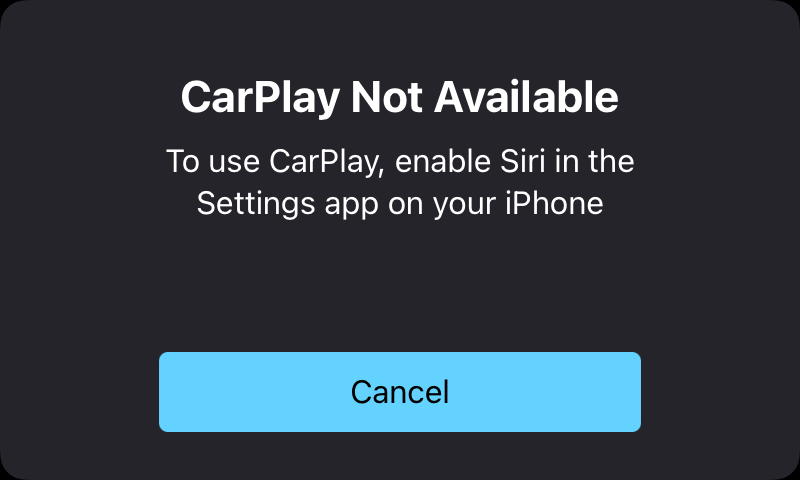 CarPlay Not Available
To use CarPlay, enable Siri in the
Settings app on your iPhone
Cancel